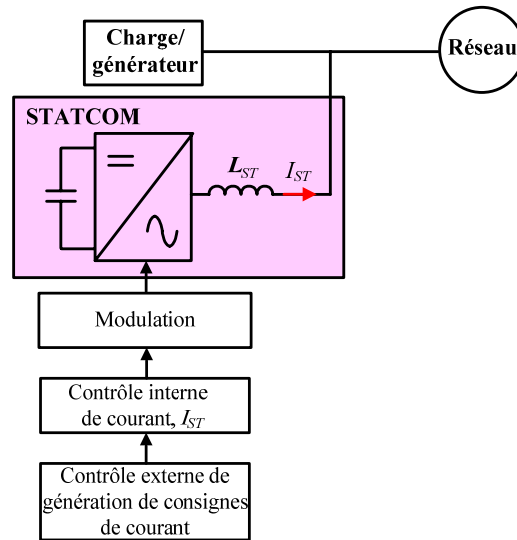 Charge/
générateur
Réseau
STATCOM
L_ST
I_ST
Modulation
Contrôle interne
de courant, I_ST
Contrôle externe de
génération de consignes
de courant